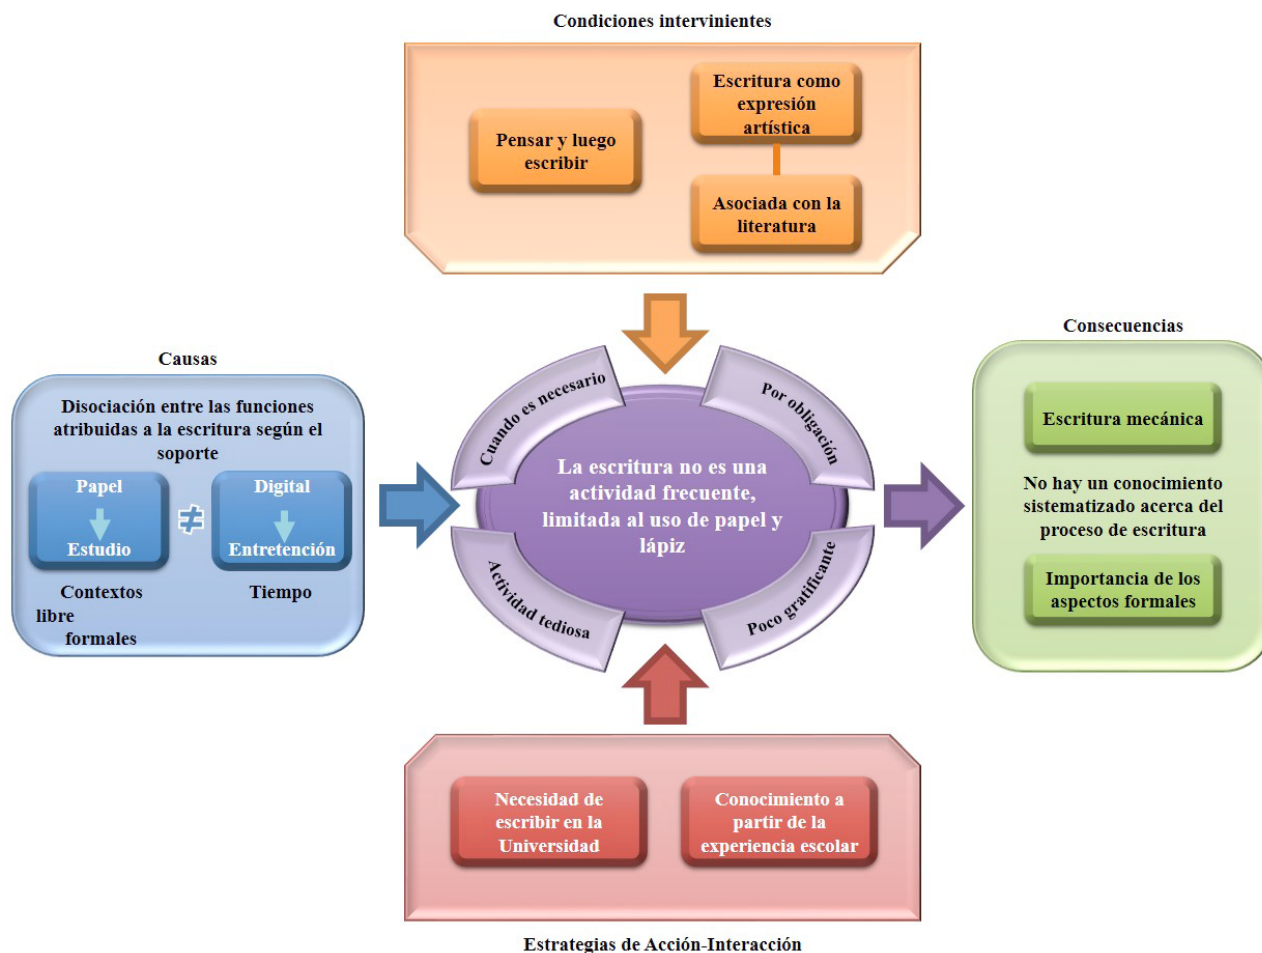 Condiciones intervinientes
Pensar y luego
escribir
Escritura como
expresión
artística
Asociada con la
literatura
Causas
Disociación entre las funciones
atribuidas a la escritura según el
soporte
Papel
Estudio
≠
Digital
Entretención
Contextos
Tiempo
libre
formales
Cuando es necesario
Por obligación
La escritura no es una
actividad frecuente,
limitada al uso de papel y
lápiz
Actividad tediosa
Poco gratificante
Consecuencias
Escritura mecánica
No hay un conocimiento
sistematizado acerca del
proceso de escritura
Importancia de los
aspectos formales
Necesidad de
escribir en la
Universidad
Conocimiento a
partir de la
experiencia escolar
Estrategias de Acción-Interacción